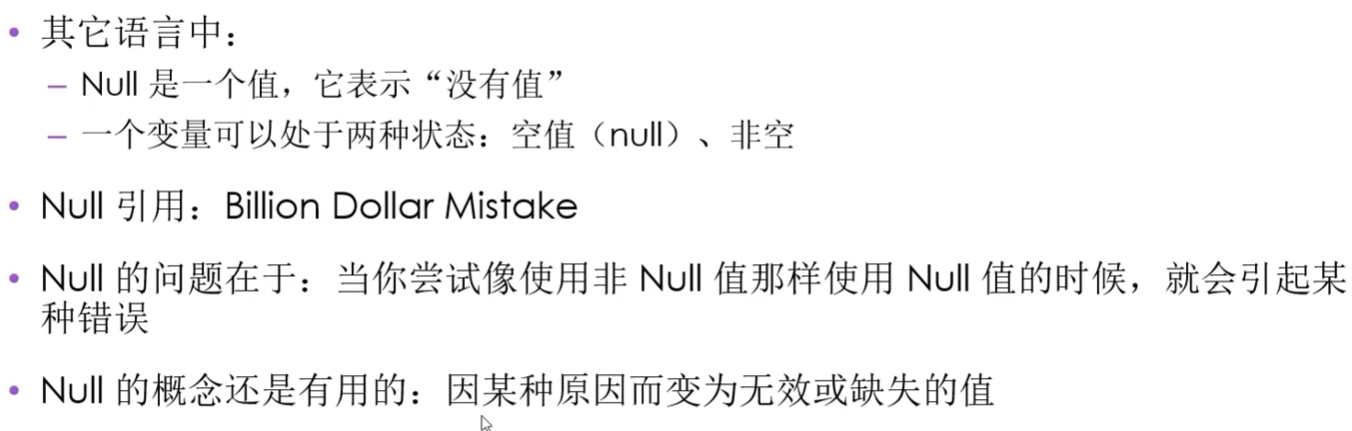 • 其它语言中：
– Null 是一个值，它表示“没有值”
– 一个变量可以处于两种状态：空值（null）、非空
• Null 引用：Billion Dollar Mistake
• Null 的问题在于：当你尝试像使用非 Null 值那样使用 Null 值的时候，就会引起某
种错误
• Null 的概念还是有用的：因某种原因而变为无效或缺失的值